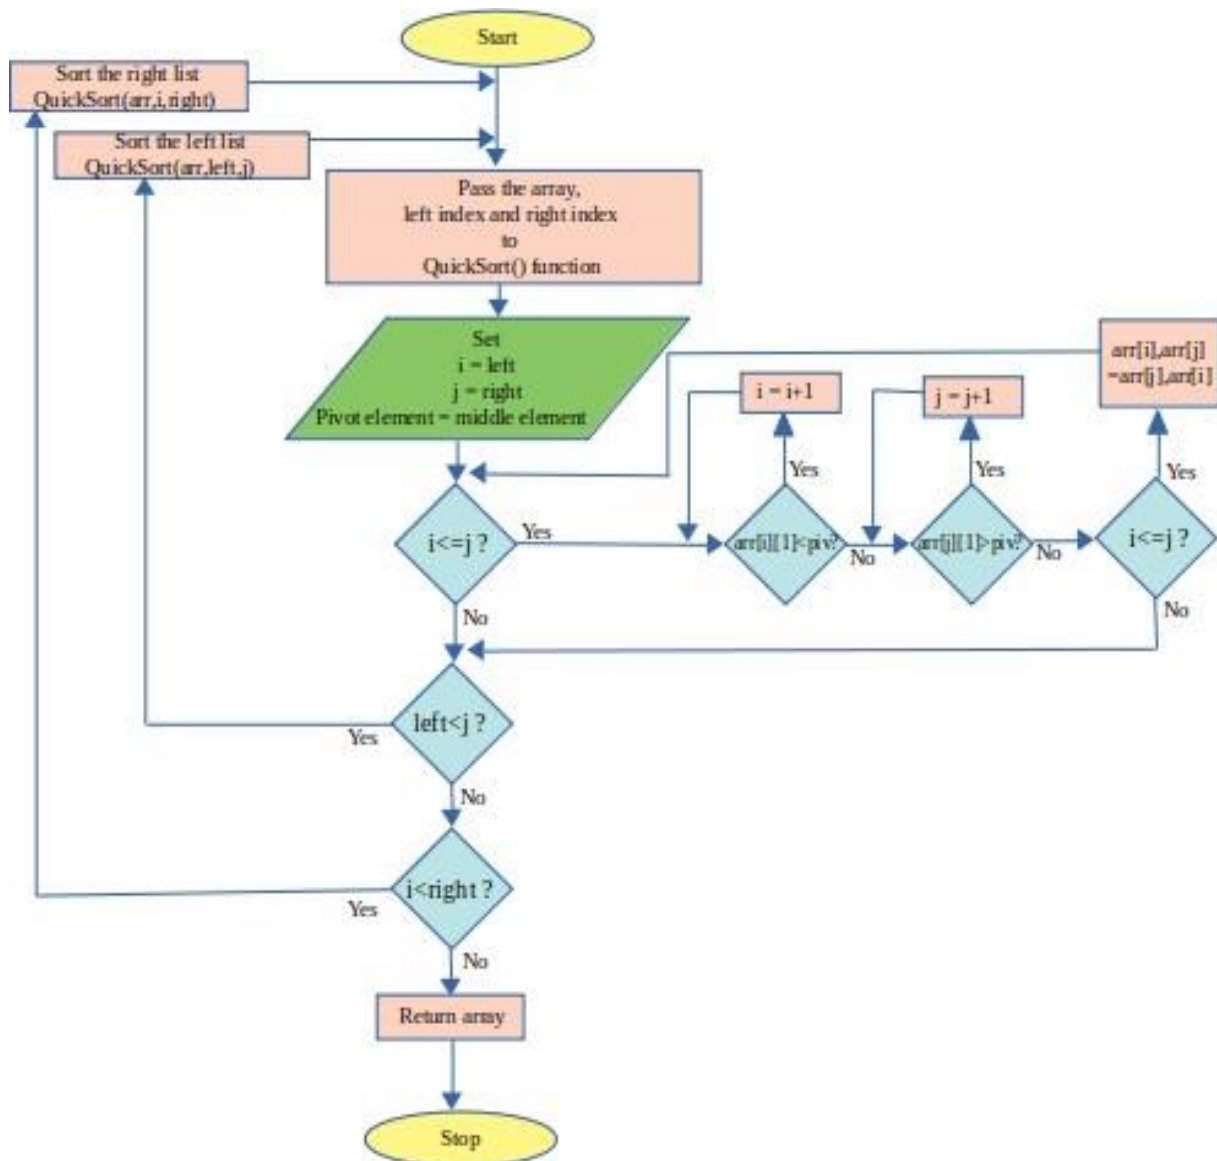 Start
Sort the right list
QuickSort(arr,i,right)
Sort the left list
QuickSort(arr,left,j)
Pass the array,
left index and right index
to
QuickSort() function
Set
i = left
j = right
Pivot element = middle element
arr[i],arr[j]
=arr[j],arr[i]
i = i+1
j = j+1
Yes
Yes
Yes
i<=j ?
Yes
arr[i][1]<piv?
No
arr[j][1]>piv?
No
i<=j ?
No
No
left<j ?
Yes
No
i<right ?
Yes
No
Return array
Stop